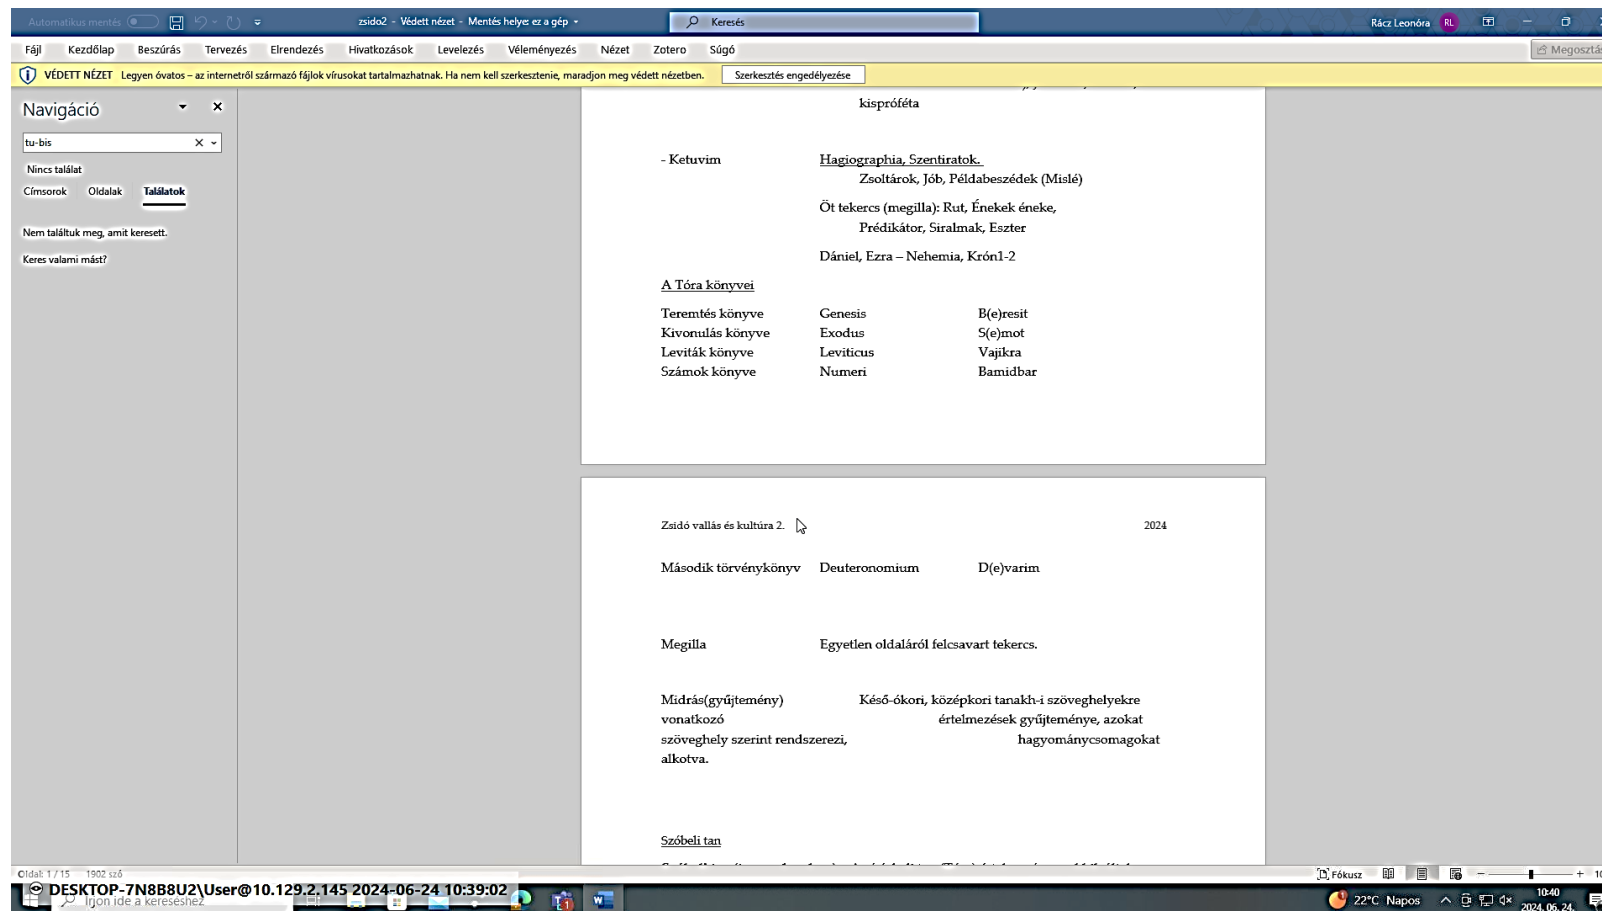 Automatikus mentés
zsido2 - Védett nézet - Mentés helye: ez a gép
Keresés
Rácz Leonóra RL
Fájl Kezdőlap Beszúrás Tervezés Elrendezés Hivatkozások Levelezés Véleményezés Nézet Zotero Súgó
Megosztás
VÉDETT NÉZET Legyen óvatos – az internetről származó fájlok vírusokat tartalmazhatnak. Ha nem kell szerkesztenie, maradjon meg védett nézetben. Szerkesztés engedélyezése
Navigáció
tu-bis
Nincs találat
Címsorok Oldalak Találatok
Nem találtuk meg, amit keresett.
Keres valami mást?
kispróféta
- Ketuvim Hagiographia, Szentiratok.
Zsoltárok, Jób, Példabeszédek (Mislé)
Öt tekercs (megilla): Rut, Énekek éneke,
Prédikátor, Siralmak, Eszter
Dániel, Ezra – Nehemia, Krón1-2
A Tóra könyvei
Teremtés könyve Genesis B(e)resit
Kivonulás könyve Exodus S(e)mot
Leviták könyve Leviticus Vajikra
Számok könyve Numeri Bamidbar
Zsidó vallás és kultúra 2. 2024
Második törvénykönyv Deuteronomium D(e)varim
Megilla Egyetlen oldaláról felcsavart tekercs.
Midrás(gyűjtemény) Késő-ókori, középkori tanakh-i szöveghelyekre
vonatkozó értelmezések gyűjteménye, azokat
szöveghely szerint rendszerezi, hagyománycsomagokat
alkotva.
Szóbeli tan
Oldal: 1 / 15 1902 szó
Fókusz
10
DESKTOP-7N8B8U2\User@10.129.2.145 2024-06-24 10:39:02
Írjon ide a kereséshez
22°C Napos
10:40
2024. 06. 24.